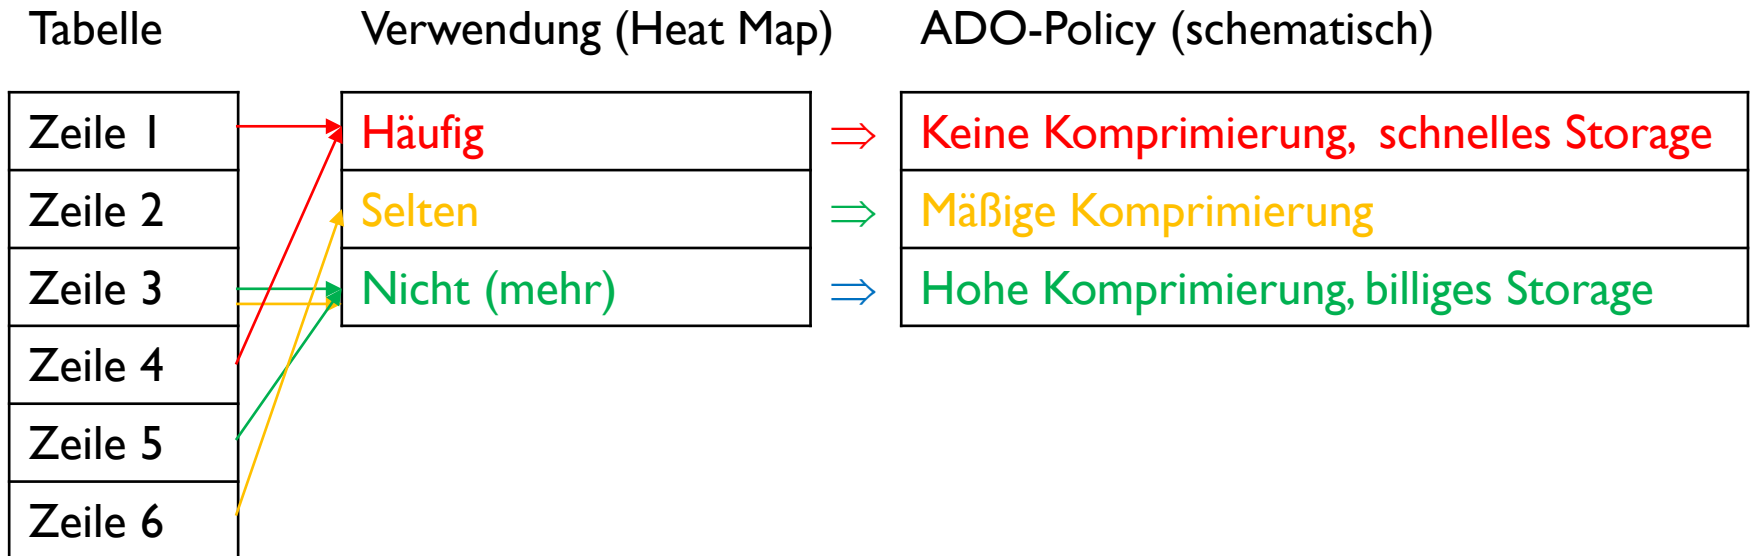 Tabelle Verwendung (Heat Map) ADO-Policy (schematisch)
Zeile 1 Häufig ⇒ Keine Komprimierung, schnelles Storage
Zeile 2 Selten ⇒ Mäßige Komprimierung
Zeile 3 Nicht (mehr) ⇒ Hohe Komprimierung, billiges Storage
Zeile 4
Zeile 5
Zeile 6